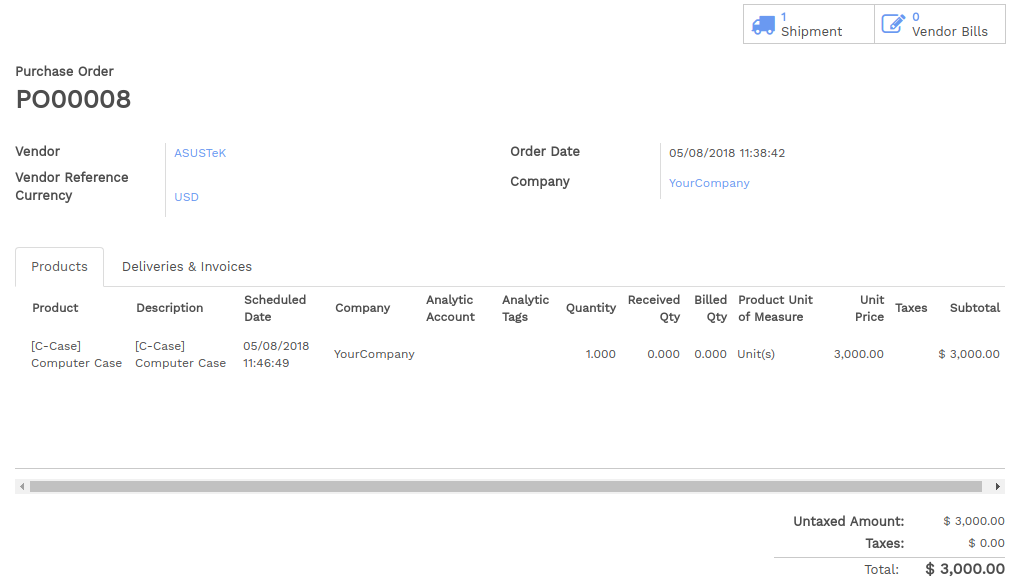 1
Shipment
0
Vendor Bills
Purchase Order
PO00008
Vendor ASUSTeK
Vendor Reference
Currency USD
Order Date 05/08/2018 11:38:42
Company YourCompany
Products Deliveries & Invoices
Product Description Scheduled Date Company Analytic Account Analytic Tags Quantity Received Qty Billed Qty Product Unit of Measure Unit Price Taxes Subtotal
[C-Case] Computer Case [C-Case] Computer Case 05/08/2018 11:46:49 YourCompany 1.000 0.000 0.000 Unit(s) 3,000.00 $ 3,000.00
Untaxed Amount: $ 3,000.00
Taxes: $ 0.00
Total: $ 3,000.00